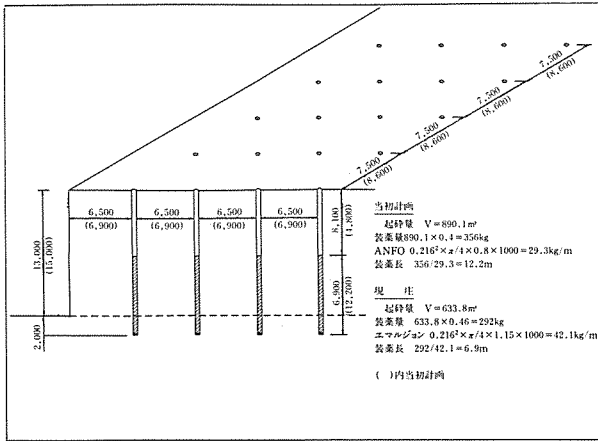 7,500
(8,600)
7,500
(8,600)
7,500
(8,600)
7,500
(8,600)
6,500
(6,900)
6,500
(6,900)
6,500
(6,900)
6,500
(6,900)
13,000
(15,000)
2,000
8,100
(4,800)
6,900
(12,200)
当初計画
起砕量 V=890.1㎥
装薬量890.1×0.4=356kg
ANFO 0.216²×π/4×0.8×1000=29.3kg/m
装薬長 356/29.3=12.2m
現 在
起砕量 V=633.8㎥
装薬量 633.8×0.46=292kg
エマルジョン 0.216²×π/4×1.15×1000=42.1kg/m
装薬長 292/42.1=6.9m
( )内当初計画